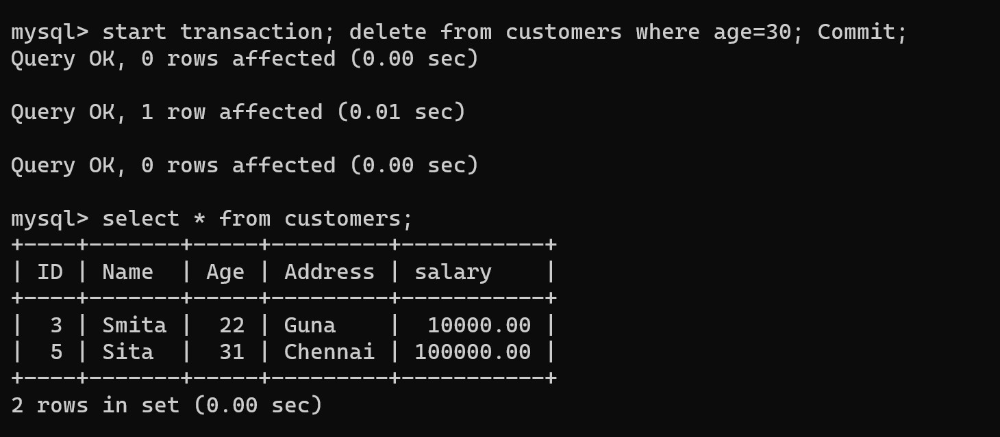 mysql> start transaction; delete from customers where age=30; Commit;
Query OK, 0 rows affected (0.00 sec)
Query OK, 1 row affected (0.01 sec)
Query OK, 0 rows affected (0.00 sec)
mysql> select * from customers;
+----+-------+-----+---------+-----------+
| ID | Name  | Age | Address | salary    |
+----+-------+-----+---------+-----------+
|  3 | Smita |  22 | Guna    |  10000.00 |
|  5 | Sita  |  31 | Chennai | 100000.00 |
+----+-------+-----+---------+-----------+
2 rows in set (0.00 sec)